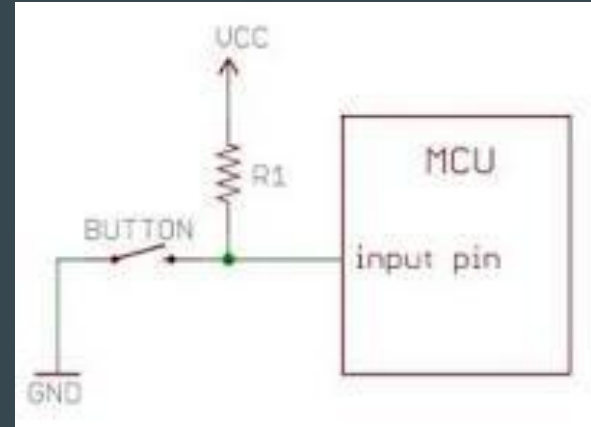 VCC
R1
MCU
BUTTON
input pin
GND